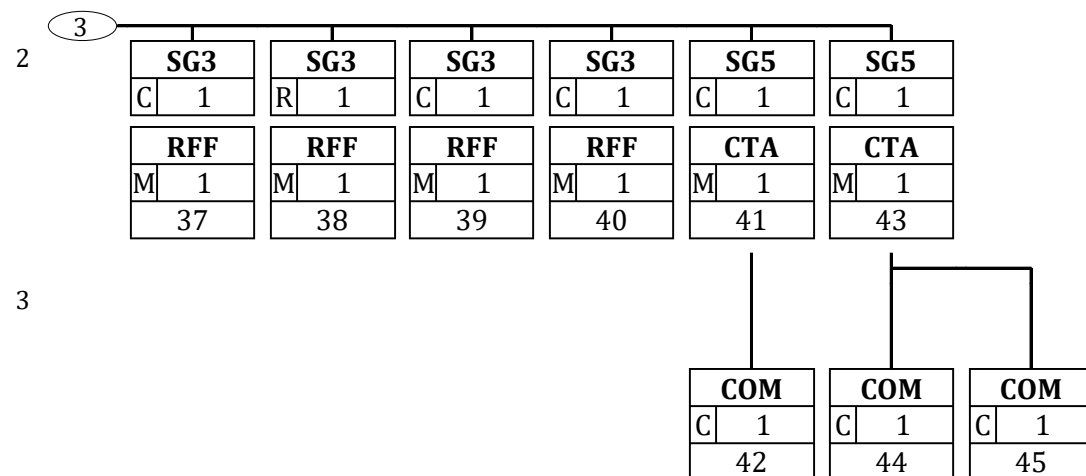 3
2
SG3 SG3 SG3 SG3 SG5 SG5
C 1 R 1 C 1 C 1 C 1 C 1
RFF RFF RFF RFF CTA CTA
M 1 M 1 M 1 M 1 M 1 M 1
37 38 39 40 41 43
3
COM COM COM
C 1 C 1 C 1
42 44 45